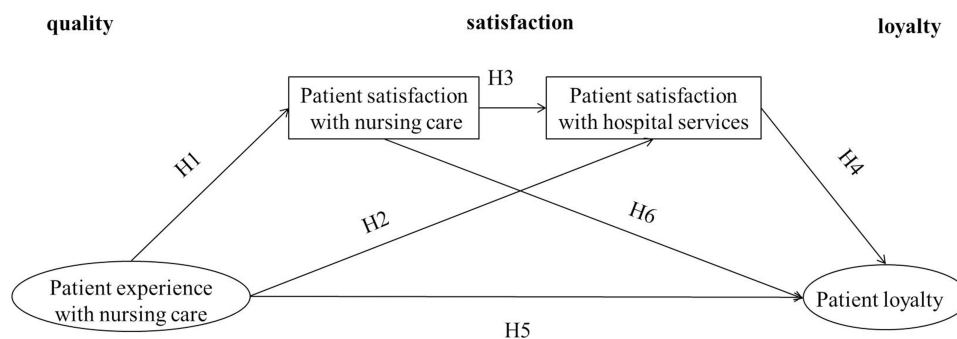 quality
satisfaction
loyalty
H3
Patient satisfaction
with nursing care
Patient satisfaction
with hospital services
H1
H2
H6
H4
Patient experience
with nursing care
Patient loyalty
H5